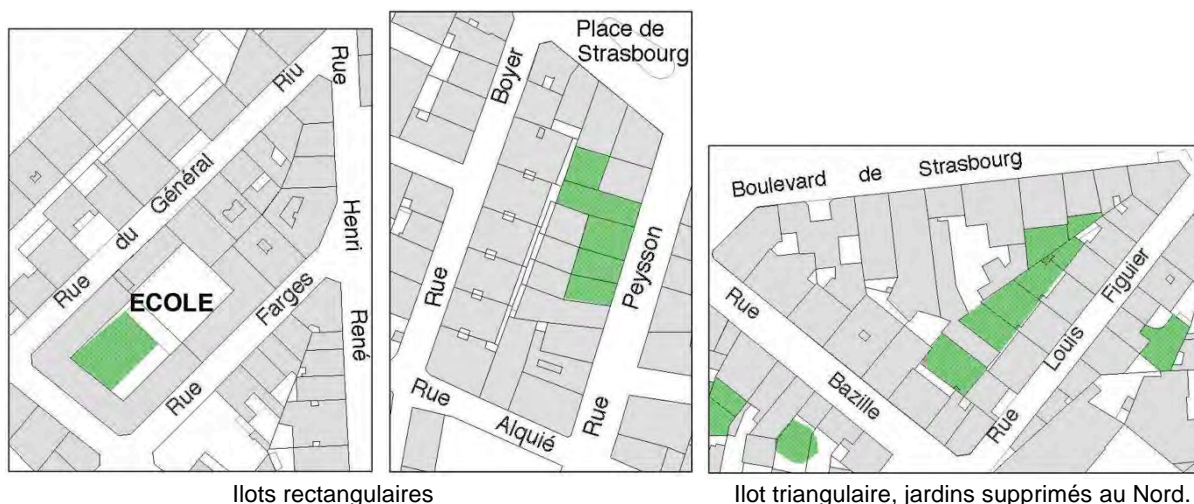 Rue du Général Riu
Rue Henri René
ECOLE
Rue Farges
Place de
Strasbourg
Rue Boyer
Rue Peysson
Rue Alquié
Boulevard de Strasbourg
Rue Bazille
Rue Louis Figuier
Ilots rectangulaires
Ilot triangulaire, jardins supprimés au Nord